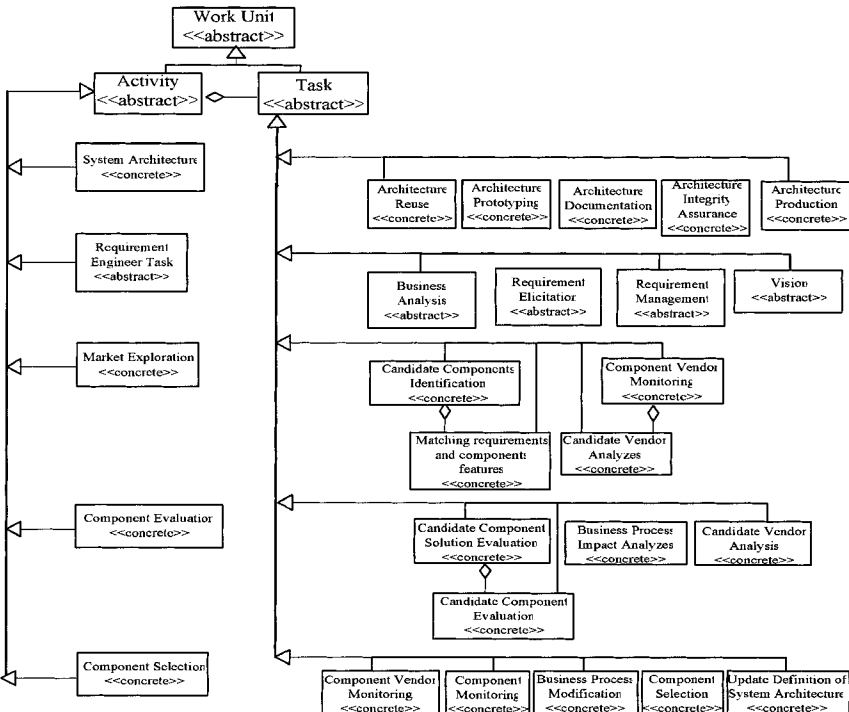 Work Unit
<<abstract>>
Activity
<<abstract>>
Task
<<abstract>>
System Architecture
<<concrete>>
Architecture
Reuse
<<concrete>>
Architecture
Prototyping
<<concrete>>
Architecture
Documentation
<<concrete>>
Architecture
Integrity
Assurance
<<concrete>>
Architecture
Production
<<concrete>>
Requirement
Engineer Task
<<abstract>>
Business
Analysis
<<abstract>>
Requirement
Elicitation
<<abstract>>
Requirement
Management
<<abstract>>
Vision
<<abstract>>
Market Exploration
<<concrete>>
Candidate Components
Identification
<<concrete>>
Component Vendor
Monitoring
<<concrete>>
Matching requirements
and components
features
<<concrete>>
Candidate Vendor
Analyzes
<<concrete>>
Component Evaluation
<<concrete>>
Candidate Component
Solution Evaluation
<<concrete>>
Business Process
Impact Analyzes
<<concrete>>
Candidate Vendor
Analysis
<<concrete>>
Candidate Component
Evaluation
<<concrete>>
Component Selection
<<concrete>>
Component Vendor
Monitoring
<<concrete>>
Component
Monitoring
<<concrete>>
Business Process
Modification
<<concrete>>
Component
Selection
<<concrete>>
Update Definition of
System Architecture
<<concrete>>